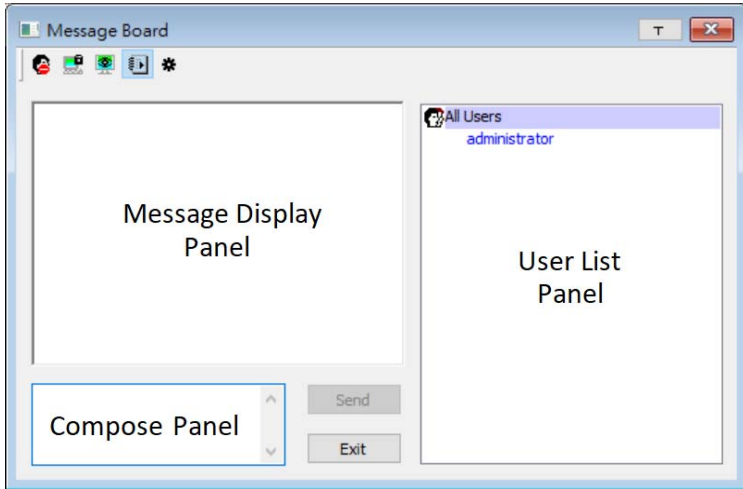 Message Board
T
All Users
administrator
Message Display
Panel
User List
Panel
Compose Panel
Send
Exit